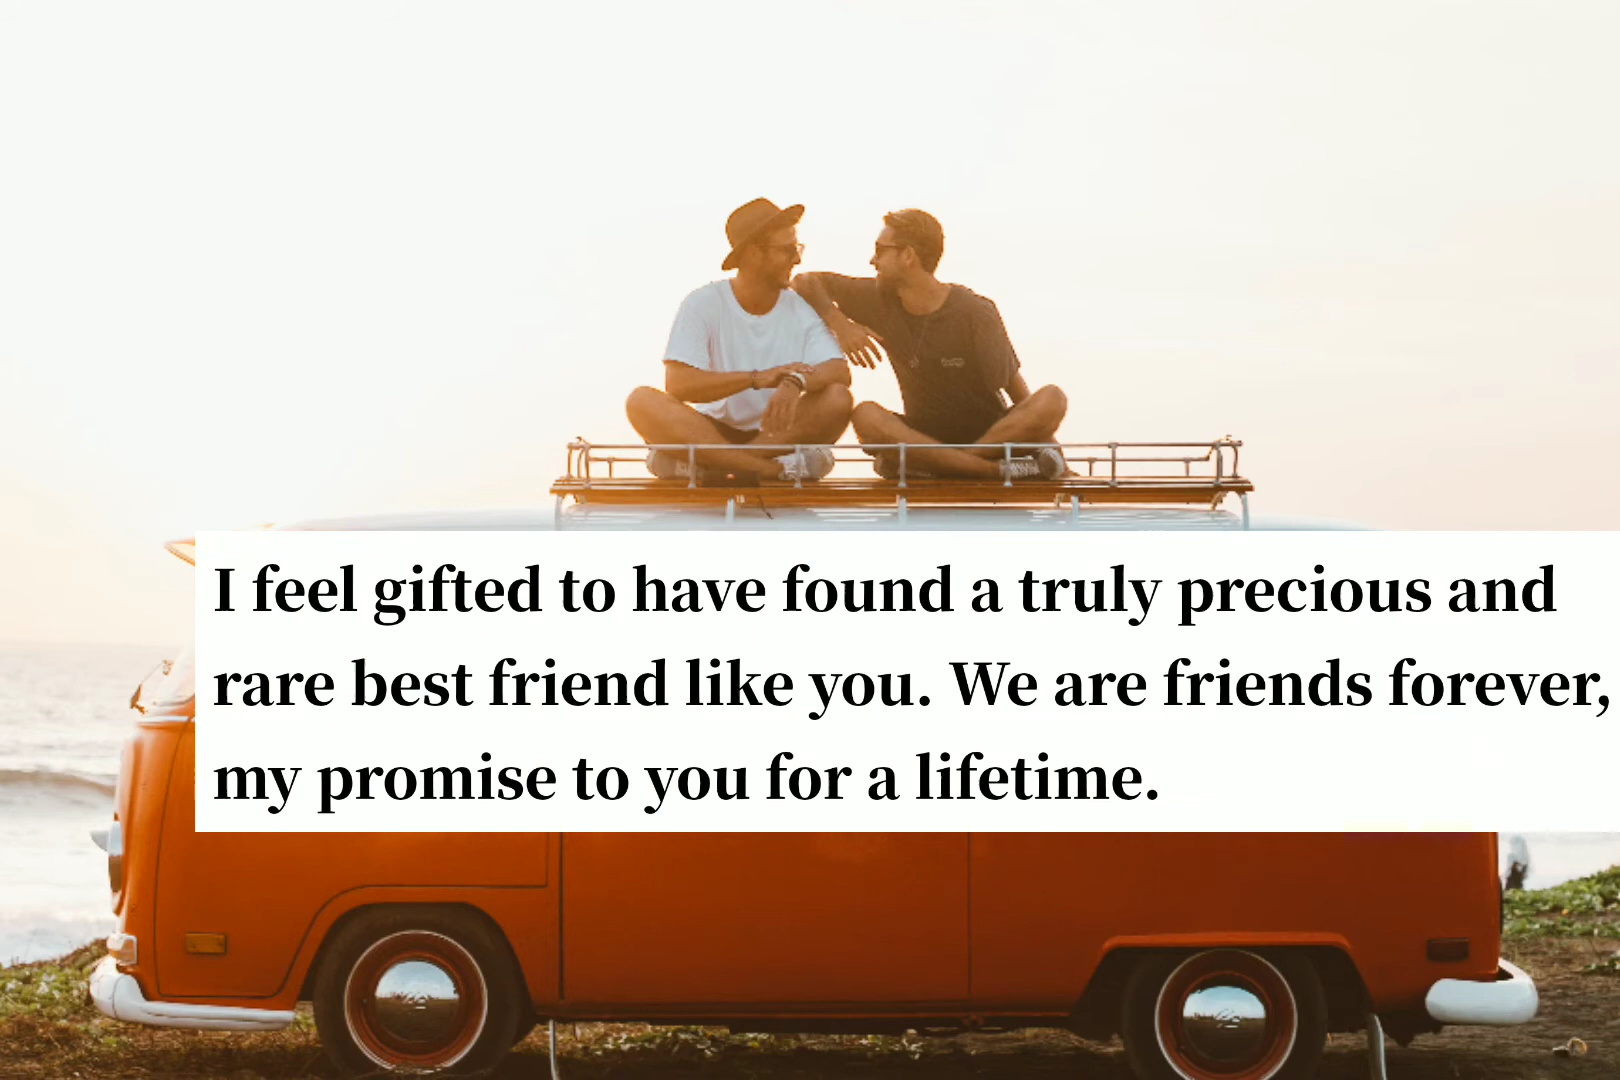 I feel gifted to have found a truly precious and
rare best friend like you. We are friends forever,
my promise to you for a lifetime.